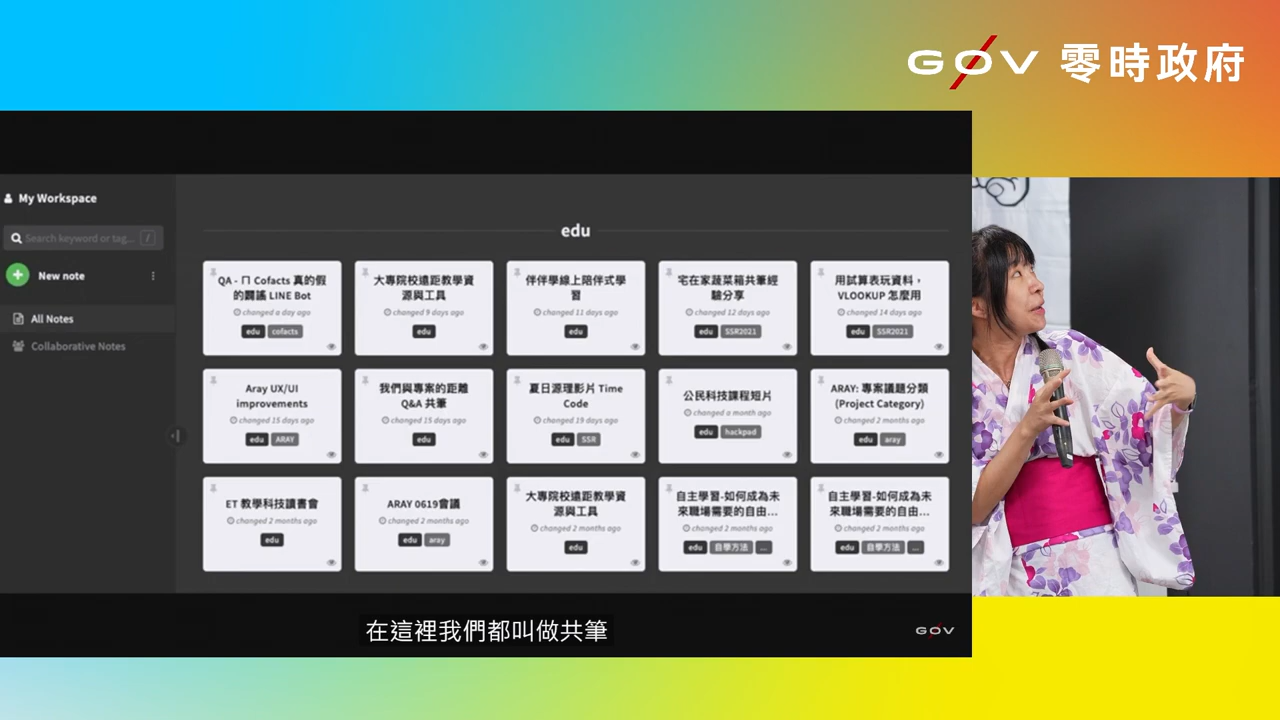 GOV 零時政府
My Workspace
Search keyword or tag... /
New note
All Notes
Collaborative Notes
edu
QA - ㄇ Cofacts 真的假
的闢謠 LINE Bot
changed a day ago
edu cofacts
大專院校遠距教學資
源與工具
changed 9 days ago
edu
伴伴學線上陪伴式學
習
changed 11 days ago
edu
宅在家蔬菜箱共筆經
驗分享
changed 12 days ago
edu SSR2021
用試算表玩資料，
VLOOKUP 怎麼用
changed 14 days ago
edu SSR2021
Aray UX/UI
improvements
changed 15 days ago
edu ARAY
我們與專案的距離
Q&A 共筆
changed 15 days ago
edu
夏日源理影片 Time
Code
changed 19 days ago
edu SSR
公民科技課程短片
changed a month ago
edu hackpad
ARAY: 專案議題分類
(Project Category)
changed 2 months ago
edu aray
ET 教學科技讀書會
changed 2 months ago
edu
ARAY 0619會議
changed 2 months ago
edu aray
大專院校遠距教學資
源與工具
changed 2 months ago
edu
自主學習-如何成為未
來職場需要的自由...
changed 2 months ago
edu 自學方法 ...
自主學習-如何成為未
來職場需要的自由...
changed 2 months ago
edu 自學方法 ...
在這裡我們都叫做共筆
GOV